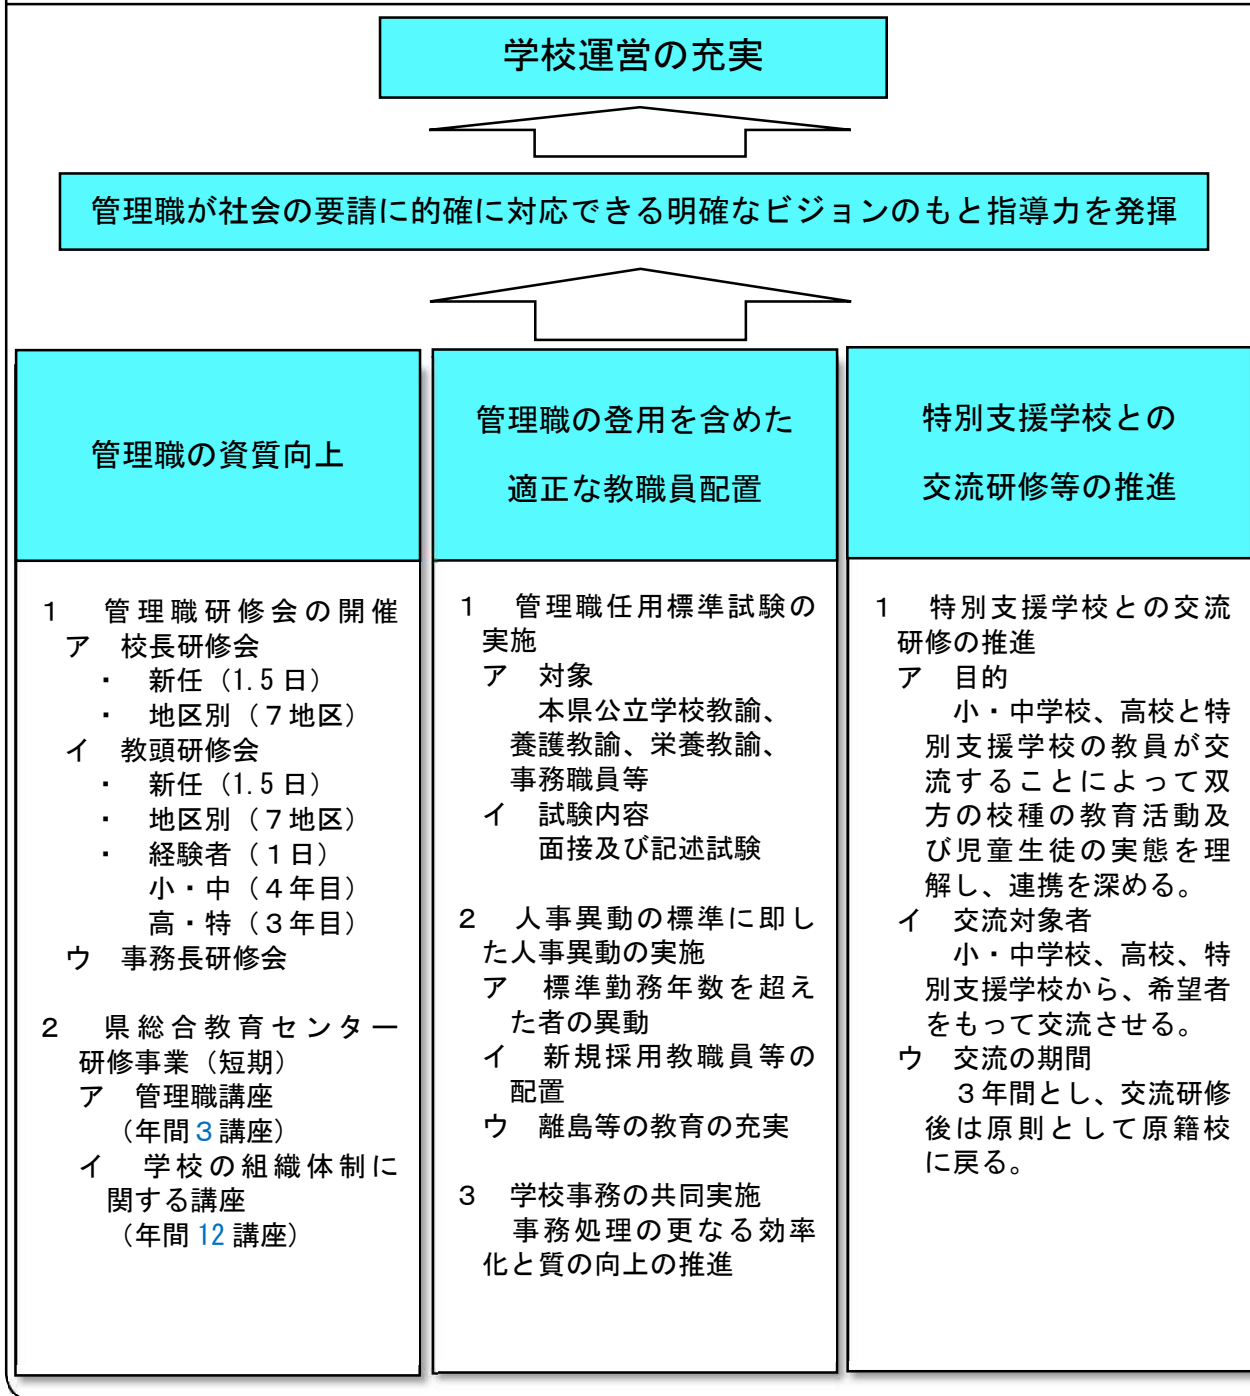 学校運営の充実
管理職が社会の要請に的確に対応できる明確なビジョンのもと指導力を発揮
管理職の資質向上
1　管理職研修会の開催
ア　校長研修会
・　新任（1.5日）
・　地区別（７地区）
イ　教頭研修会
・　新任（1.5日）
・　地区別（７地区）
・　経験者（１日）
小・中（４年目）
高・特（３年目）
ウ　事務長研修会
2　県総合教育センター
研修事業（短期）
ア　管理職講座
（年間３講座）
イ　学校の組織体制に
関する講座
（年間12講座）
管理職の登用を含めた
適正な教職員配置
1　管理職任用標準試験の
実施
ア　対象
本県公立学校教諭、
養護教諭、栄養教諭、
事務職員等
イ　試験内容
面接及び記述試験
2　人事異動の標準に即し
た人事異動の実施
ア　標準勤務年数を超え
た者の異動
イ　新規採用教職員等の
配置
ウ　離島等の教育の充実
3　学校事務の共同実施
事務処理の更なる効率
化と質の向上の推進
特別支援学校との
交流研修等の推進
1　特別支援学校との交流
研修の推進
ア　目的
小・中学校、高校と特
別支援学校の教員が交
流することによって双
方の校種の教育活動及
び児童生徒の実態を理
解し、連携を深める。
イ　交流対象者
小・中学校、高校、特
別支援学校から、希望者
をもって交流させる。
ウ　交流の期間
３年間とし、交流研修
後は原則として原籍校
に戻る。